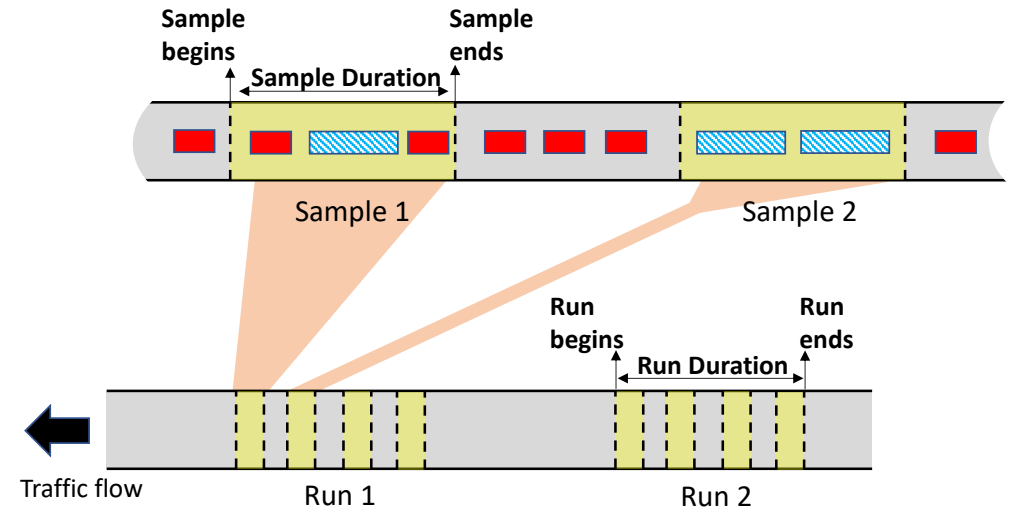 Sample
begins
Sample
ends
Sample Duration
Sample 1
Sample 2
Run
begins
Run
ends
Run Duration
Traffic flow
Run 1
Run 2